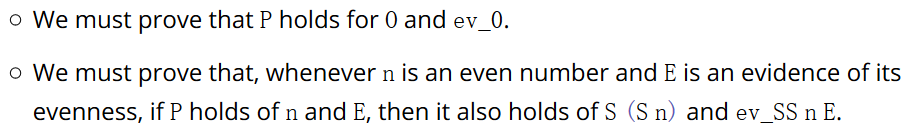 ○ We must prove that P holds for 0 and ev_0.
○ We must prove that, whenever n is an even number and E is an evidence of its
evenness, if P holds of n and E, then it also holds of S (S n) and ev_SS n E.